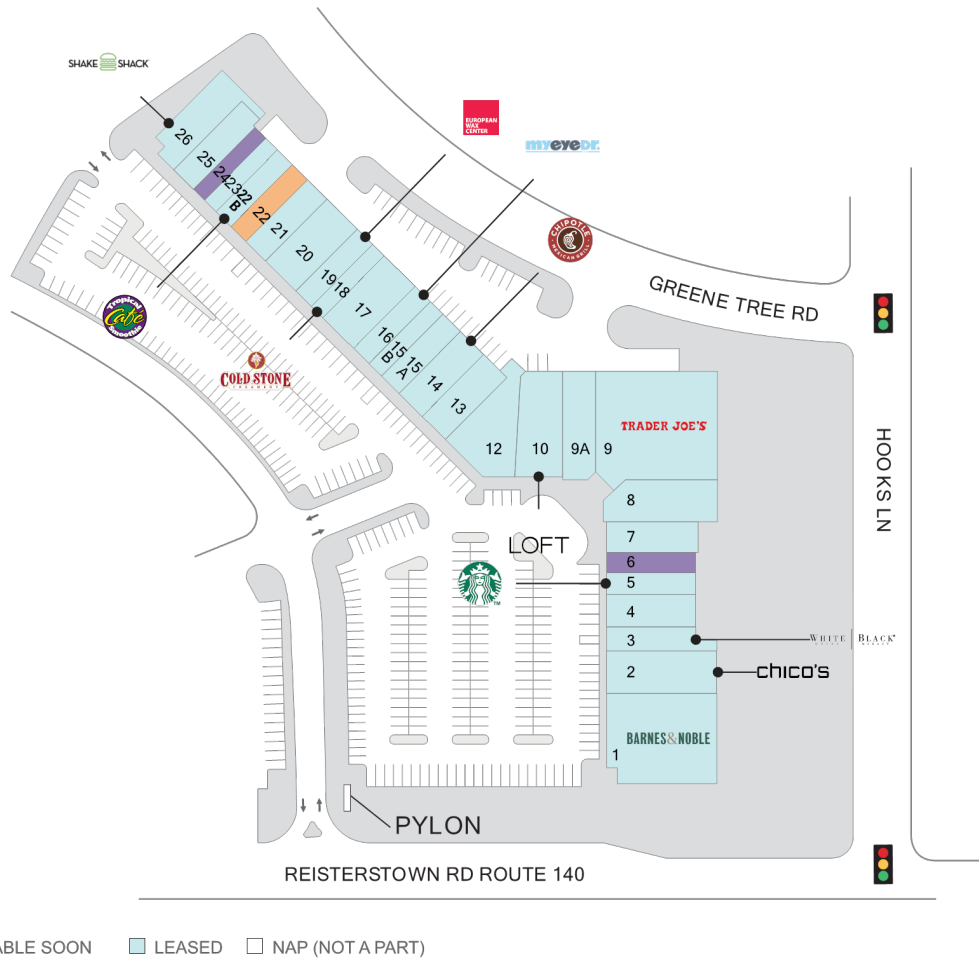 SHAKE SHACK
EUROPEAN
WAX
CENTER
myeyedr.
CHIPOTLE
MEXICAN GRILL
GREENE TREE RD
26
25
24
23
22
B
22
21
20
19
18
17
16
15
B
15
A
14
13
12
10
9A
9
TRADER JOE'S
Tropical
Café
Smoothie
COLD STONE
CREAMERY
HOOKS LN
8
7
6
5
4
3
2
1
LOFT
TM
WHITE BLACK
chico's
BARNES & NOBLE
PYLON
REISTERSTOWN RD ROUTE 140
ABLE SOON
LEASED
NAP (NOT A PART)